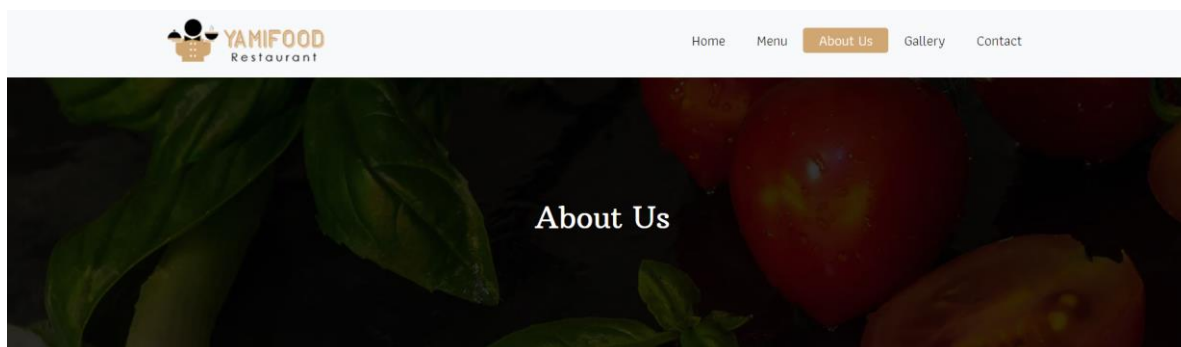 YAMIFOOD
Restaurant
Home Menu About Us Gallery Contact
About Us